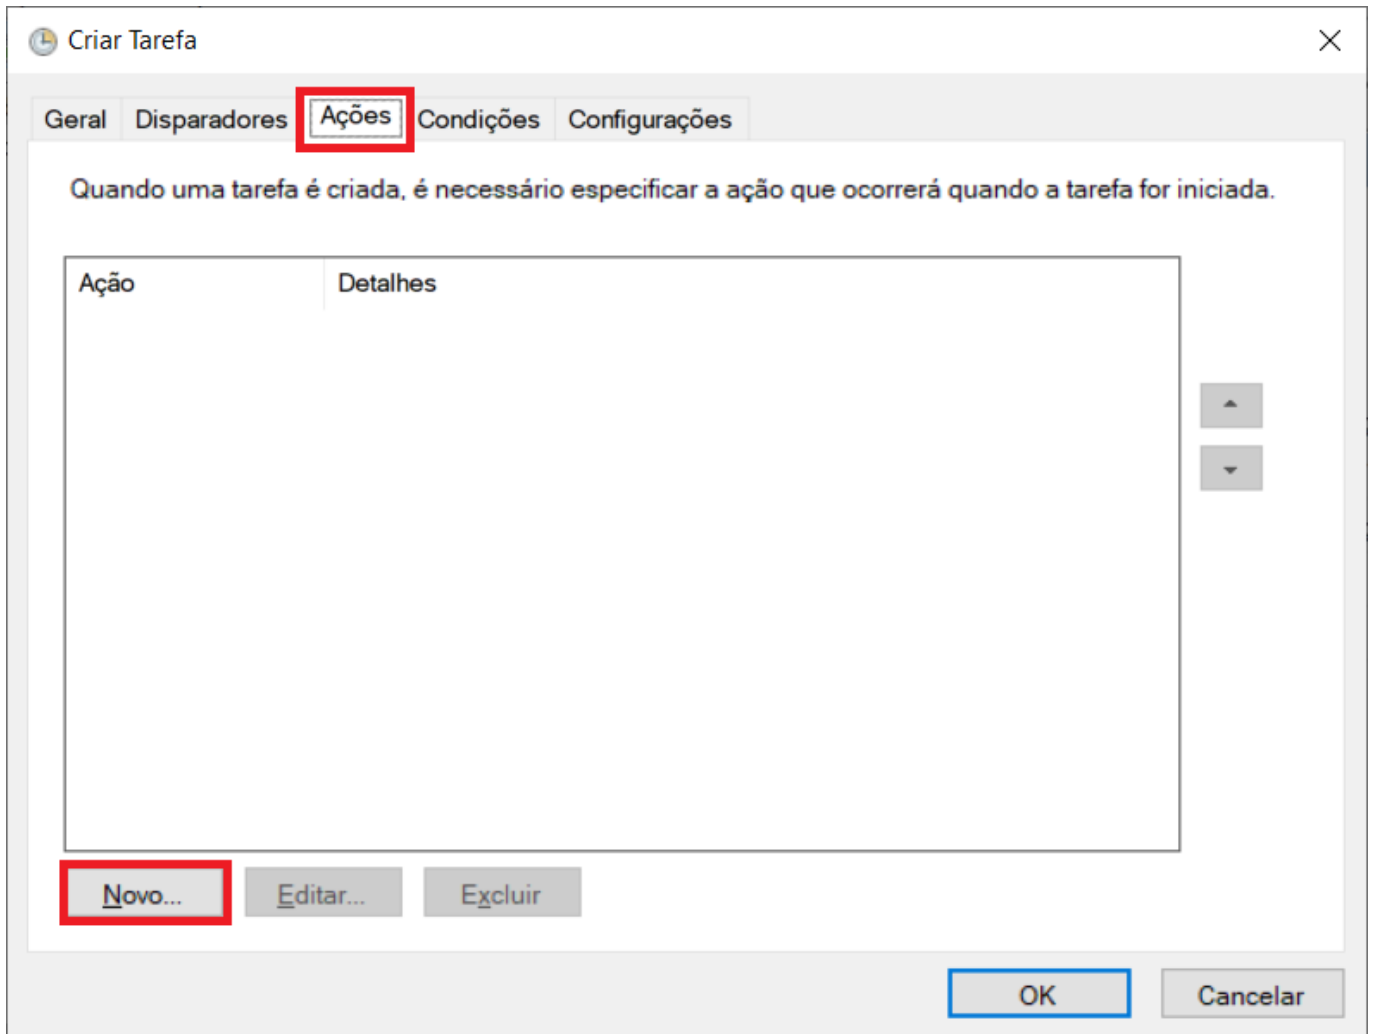 Criar Tarefa
Geral Disparadores Ações Condições Configurações
Quando uma tarefa é criada, é necessário especificar a ação que ocorrerá quando a tarefa for iniciada.
Ação Detalhes
Novo... Editar... Excluir
OK Cancelar